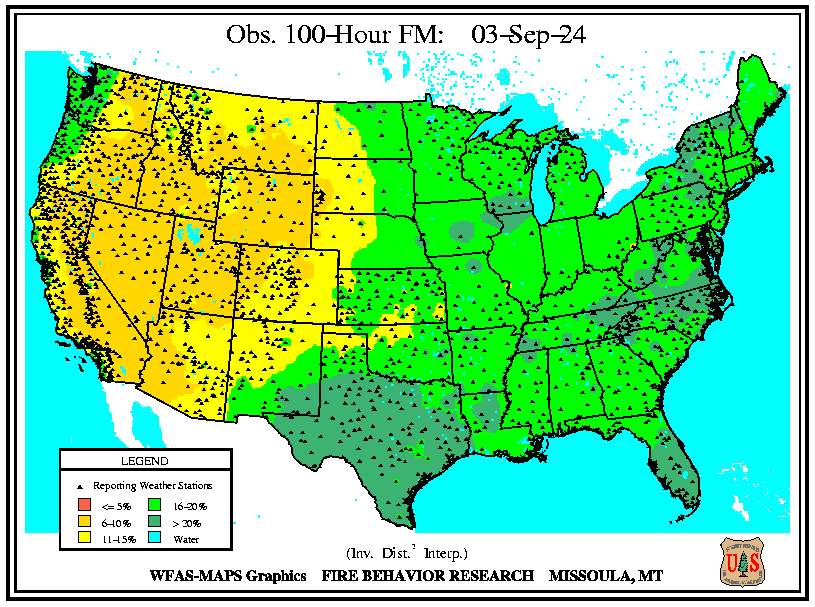 Obs. 100-Hour FM: 03-Sep-24
LEGEND
Reporting Weather Stations
<= 5% 16-20%
6-10% > 20%
11-15% Water
(Inv. Dist.² Interp.)
WFAS-MAPS Graphics FIRE BEHAVIOR RESEARCH MISSOULA, MT
U S